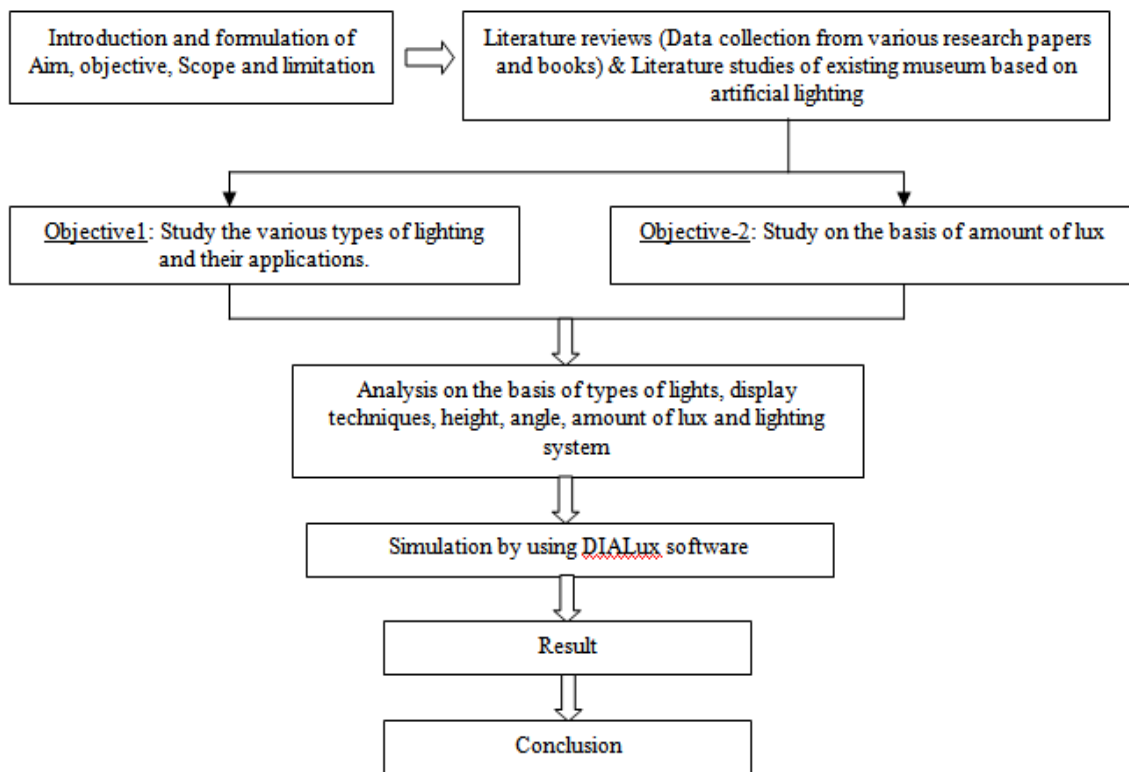 Introduction and formulation of
Aim, objective, Scope and limitation
Literature reviews (Data collection from various research papers
and books) & Literature studies of existing museum based on
artificial lighting
Objective1: Study the various types of lighting
and their applications.
Objective-2: Study on the basis of amount of lux
Analysis on the basis of types of lights, display
techniques, height, angle, amount of lux and lighting
system
Simulation by using DIALux software
Result
Conclusion